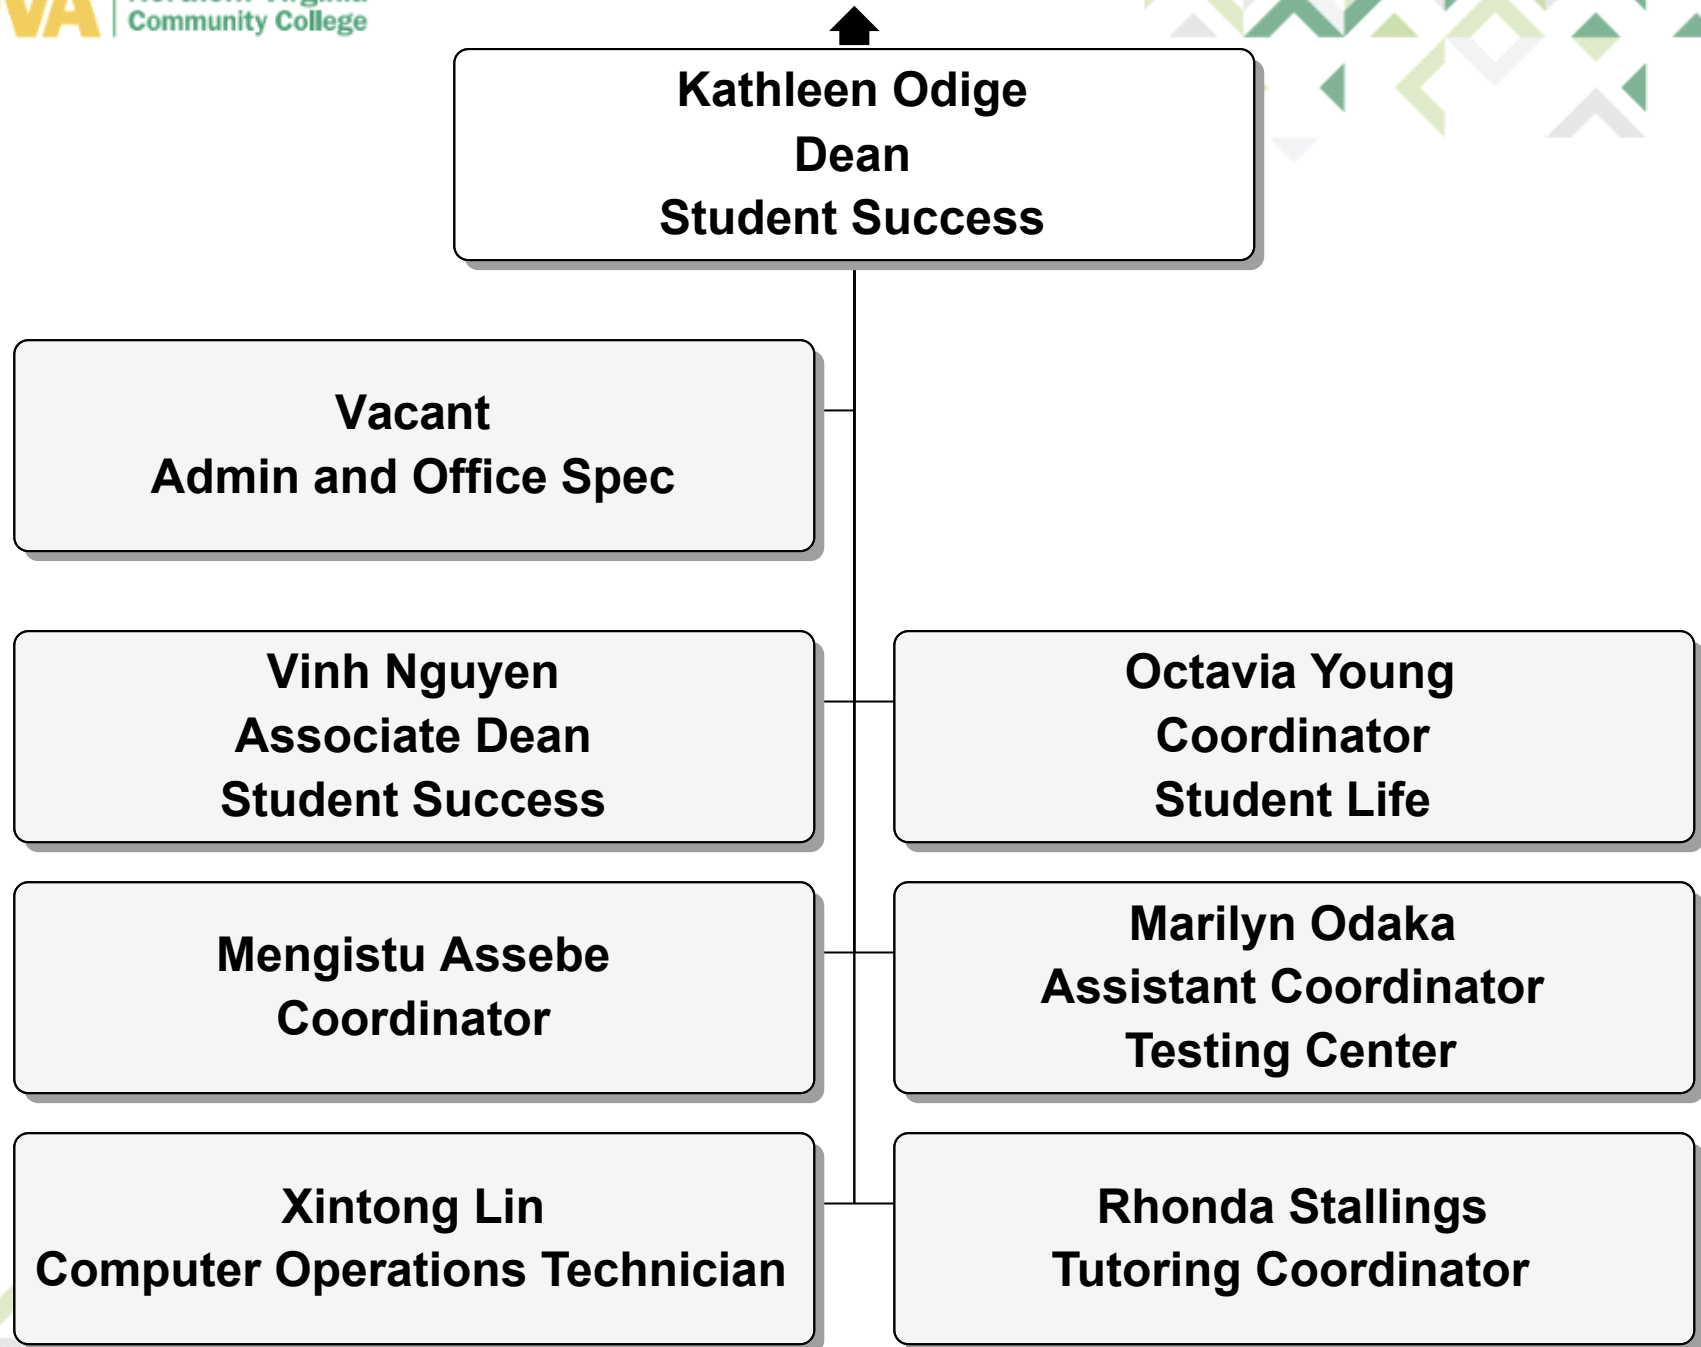 VA
Community College
Kathleen Odige
Dean
Student Success
Vacant
Admin and Office Spec
Vinh Nguyen
Associate Dean
Student Success
Octavia Young
Coordinator
Student Life
Mengistu Assebe
Coordinator
Marilyn Odaka
Assistant Coordinator
Testing Center
Xintong Lin
Computer Operations Technician
Rhonda Stallings
Tutoring Coordinator